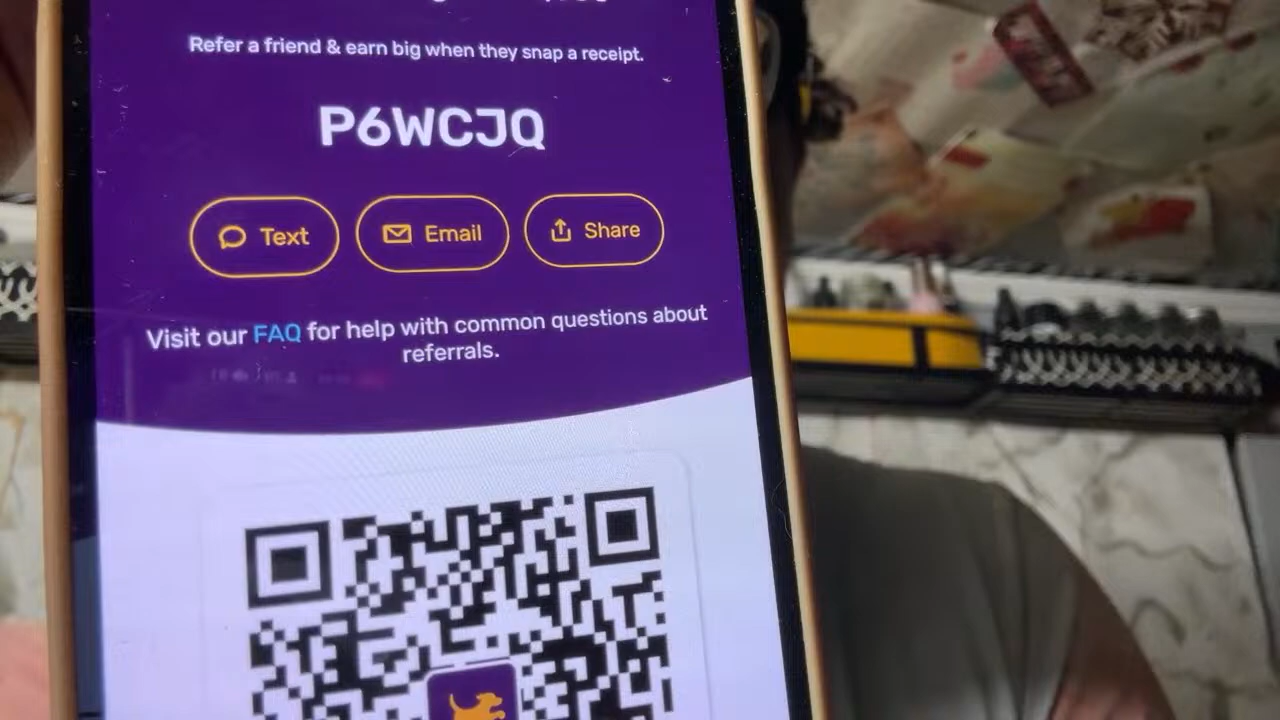 Refer a friend & earn big when they snap a receipt.
P6WCJQ
Text
Email
Share
Visit our FAQ for help with common questions about
referrals.